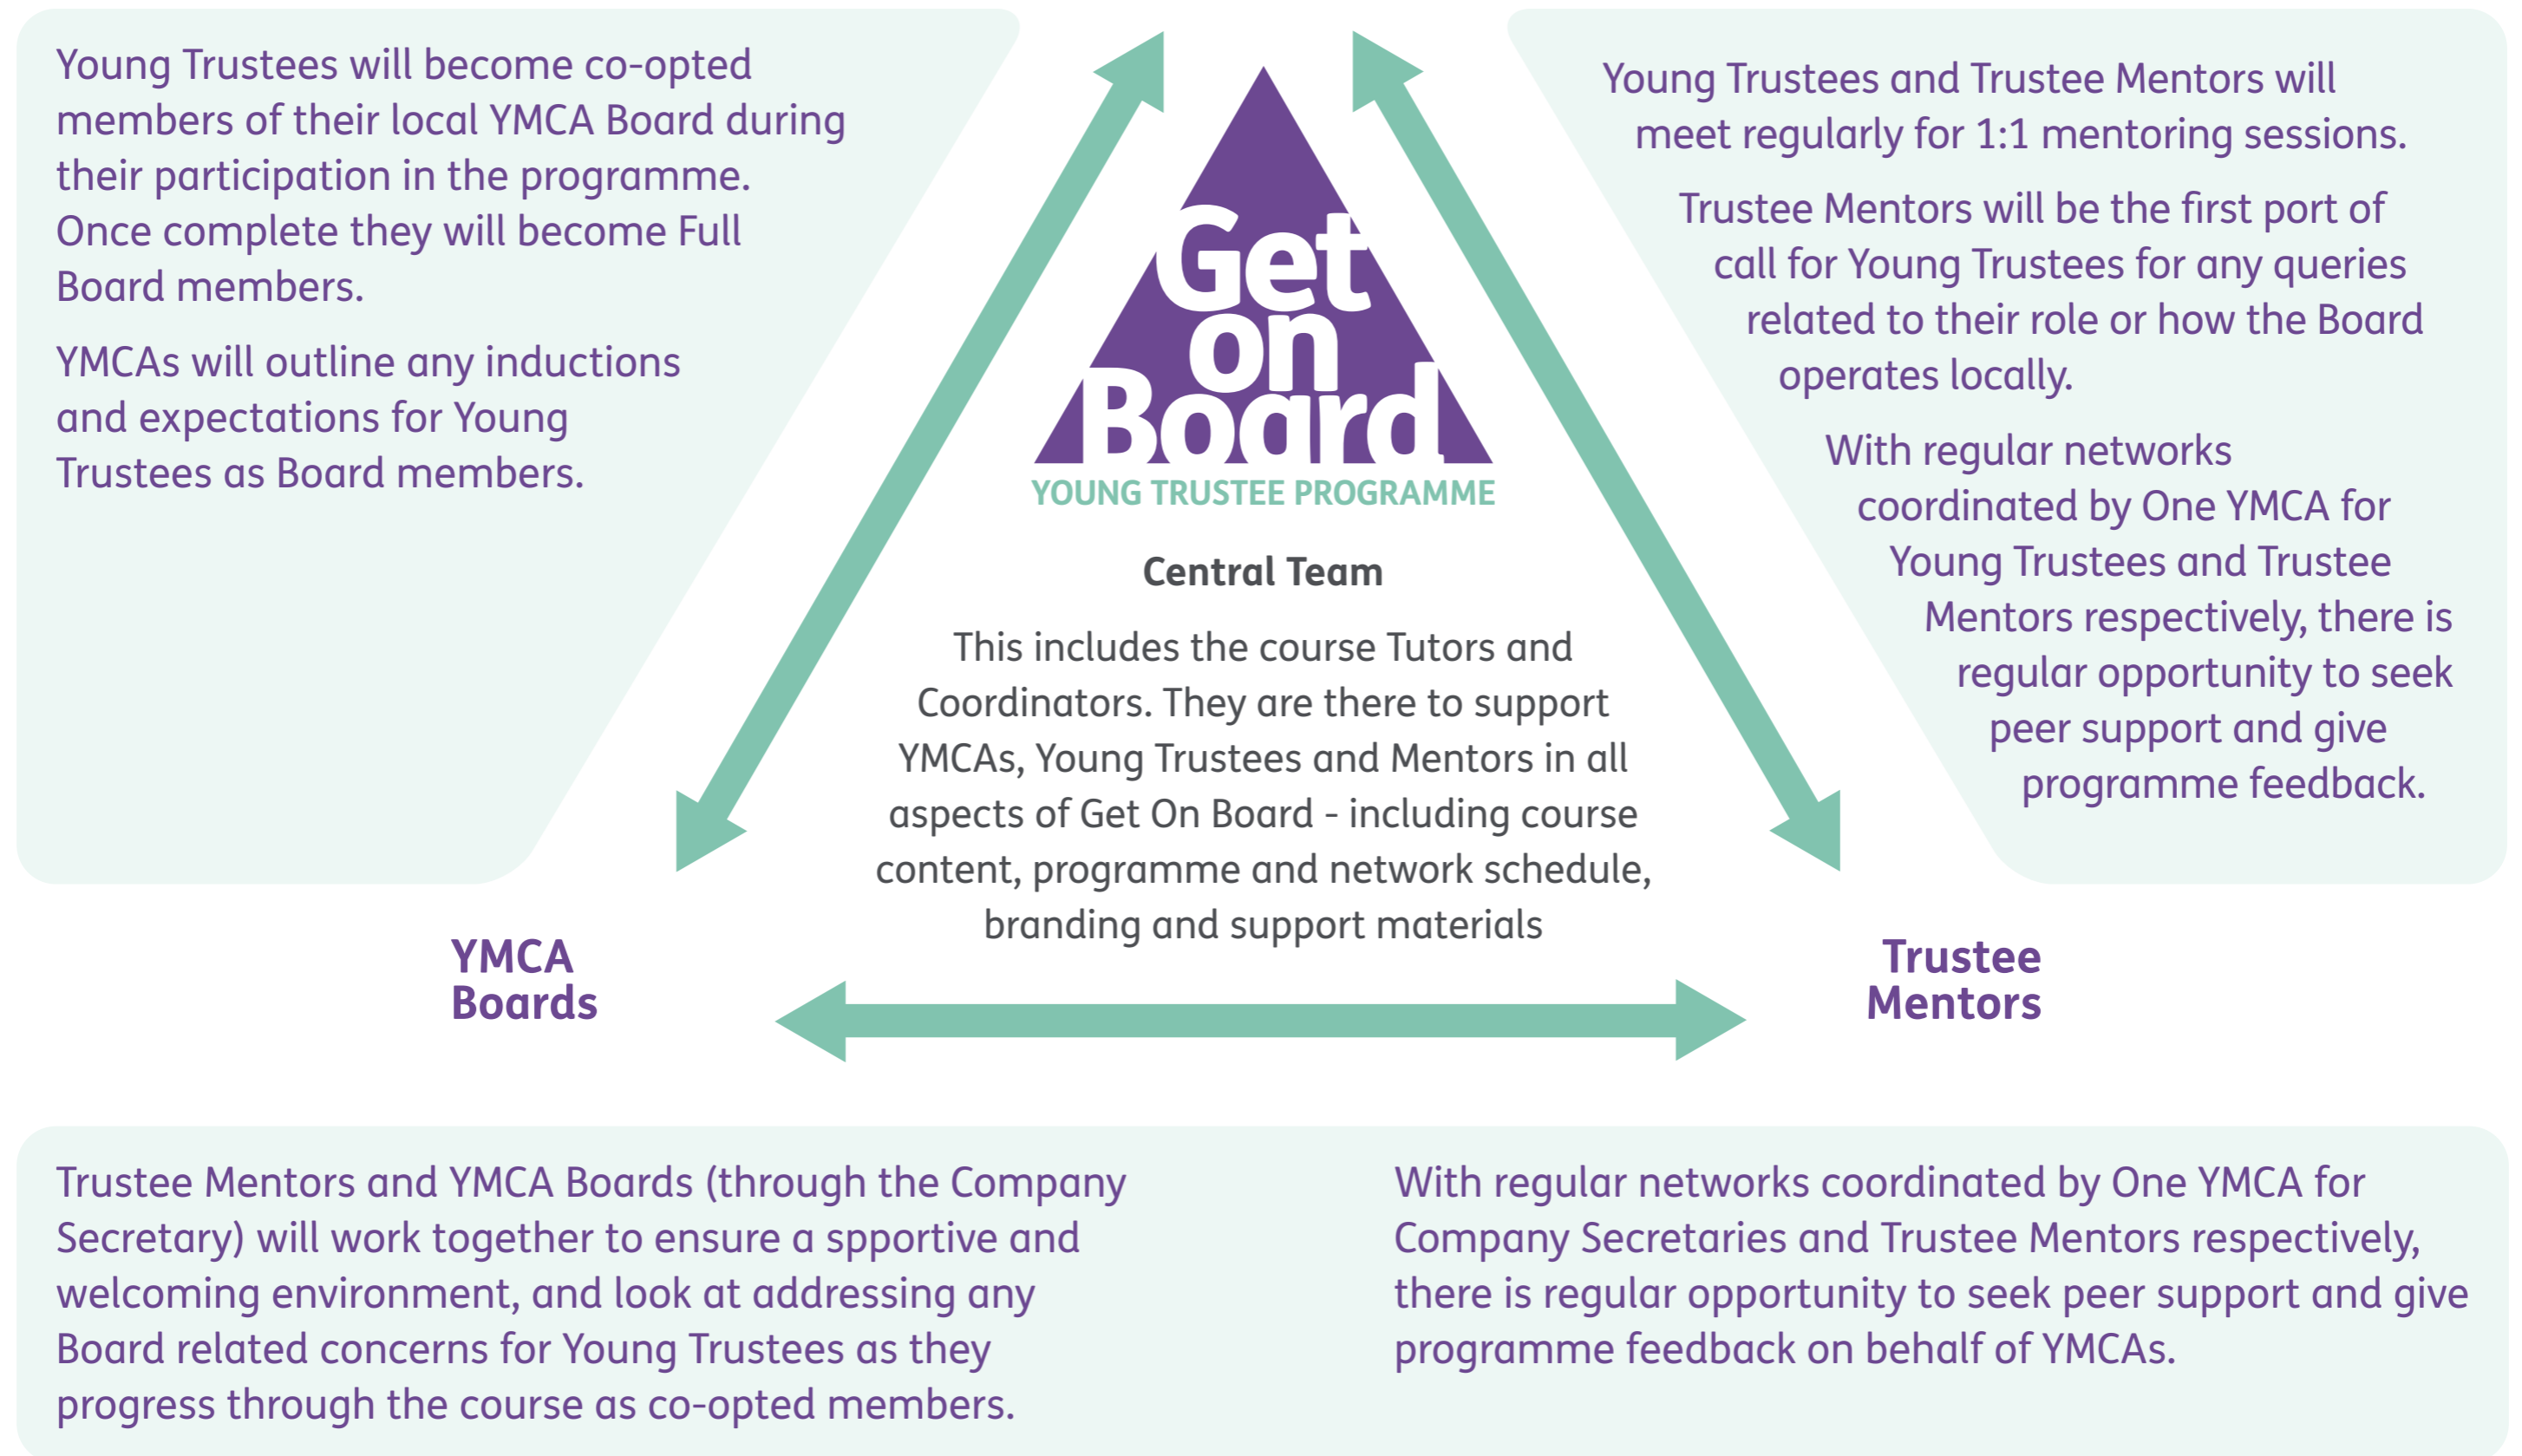 Young Trustees will become co-opted
members of their local YMCA Board during
their participation in the programme.
Once complete they will become Full
Board members.
YMCAs will outline any inductions
and expectations for Young
Trustees as Board members.
Get
on
Board
YOUNG TRUSTEE PROGRAMME
Central Team
This includes the course Tutors and
Coordinators. They are there to support
YMCAs, Young Trustees and Mentors in all
aspects of Get On Board - including course
content, programme and network schedule,
branding and support materials
Young Trustees and Trustee Mentors will
meet regularly for 1:1 mentoring sessions.
Trustee Mentors will be the first port of
call for Young Trustees for any queries
related to their role or how the Board
operates locally.
With regular networks
coordinated by One YMCA for
Young Trustees and Trustee
Mentors respectively, there is
regular opportunity to seek
peer support and give
programme feedback.
YMCA
Boards
Trustee
Mentors
Trustee Mentors and YMCA Boards (through the Company
Secretary) will work together to ensure a spportive and
welcoming environment, and look at addressing any
Board related concerns for Young Trustees as they
progress through the course as co-opted members.
With regular networks coordinated by One YMCA for
Company Secretaries and Trustee Mentors respectively,
there is regular opportunity to seek peer support and give
programme feedback on behalf of YMCAs.